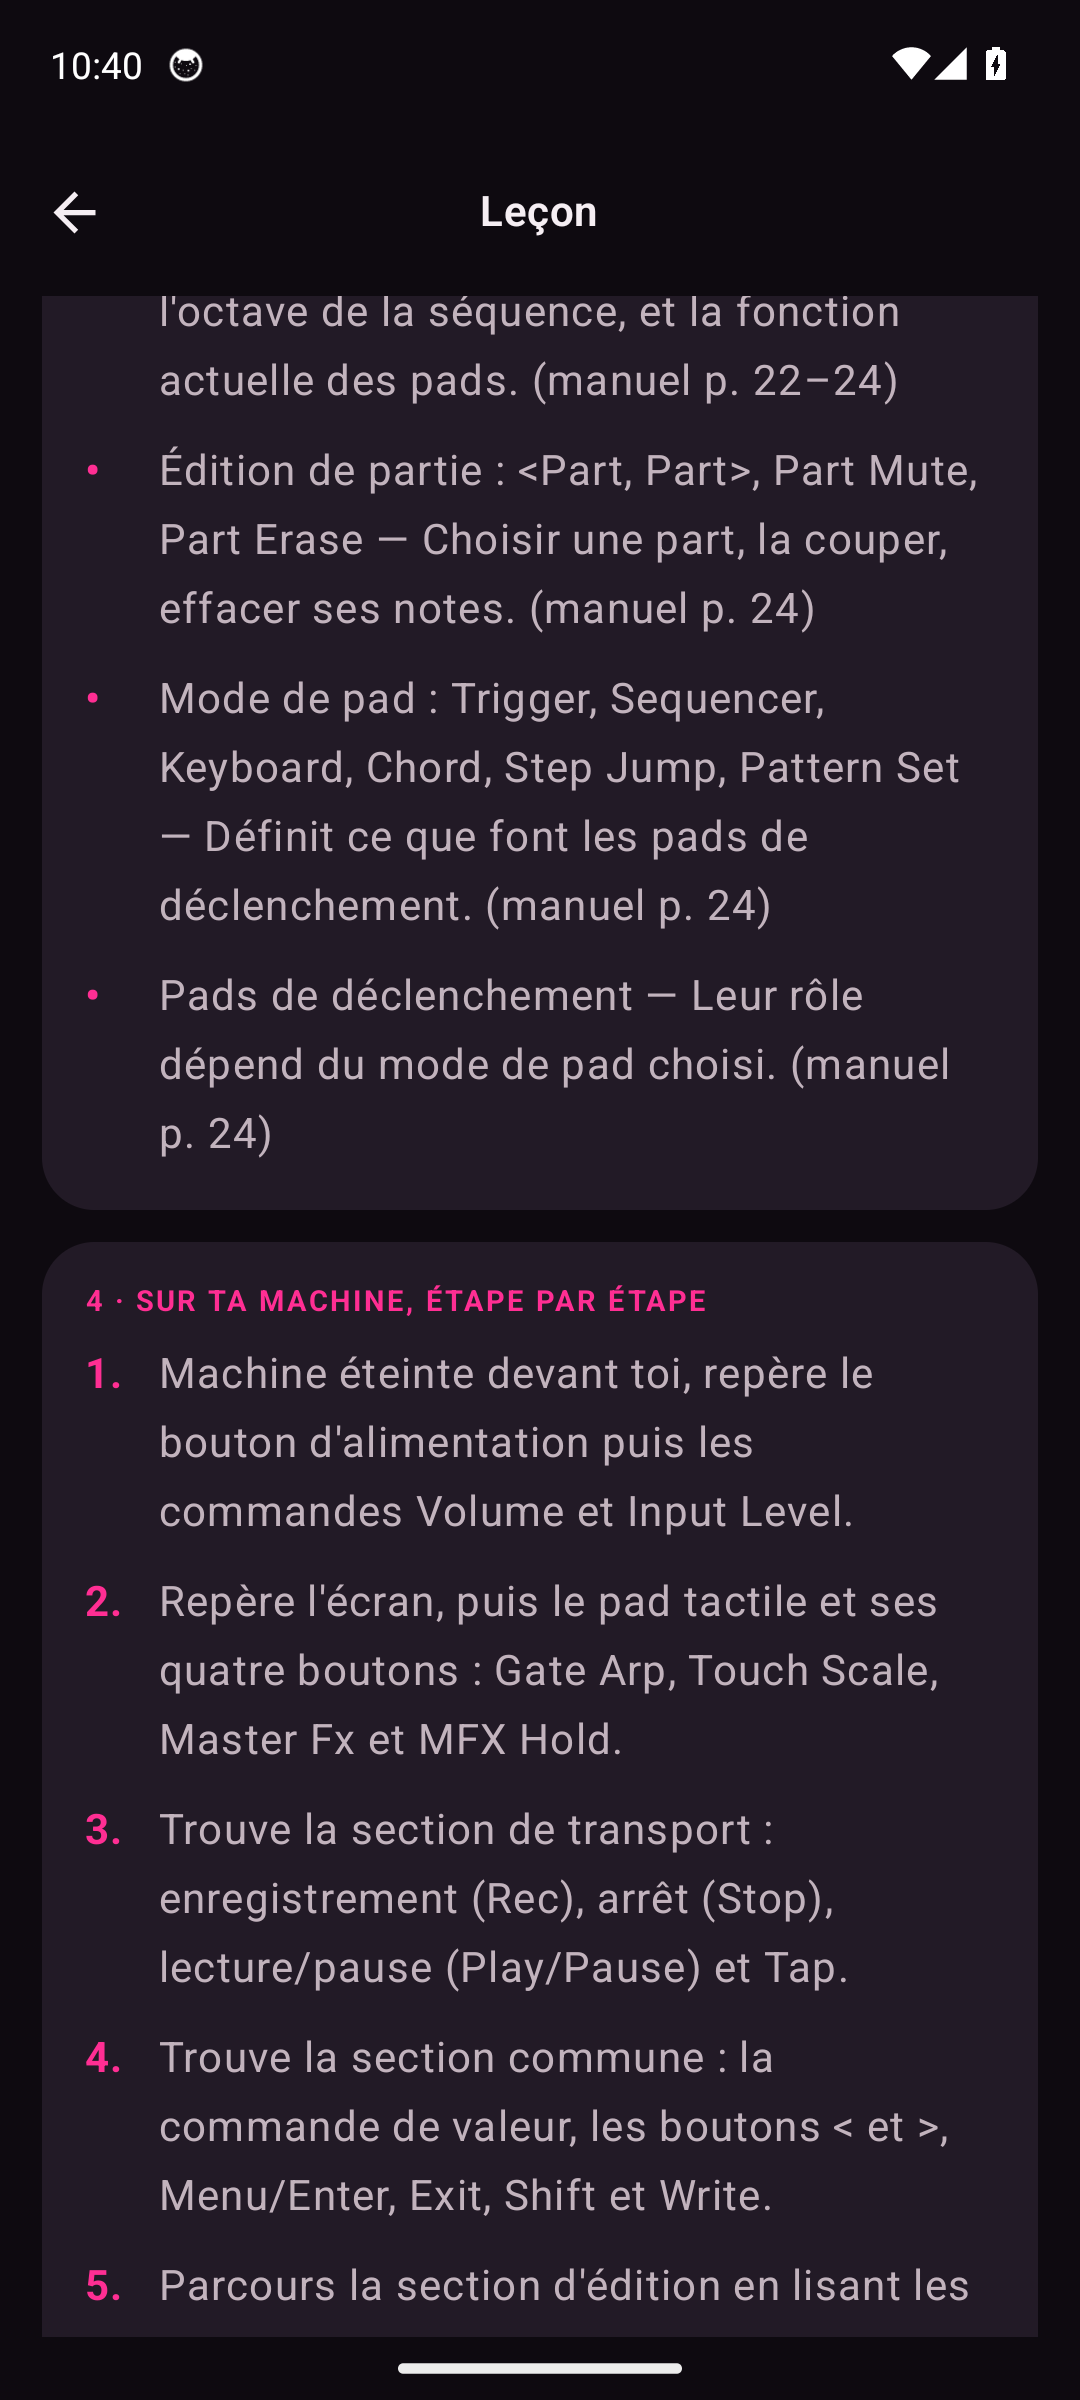 10:40
Leçon
l'octave de la séquence, et la fonction
actuelle des pads. (manuel p. 22–24)
• Édition de partie : <Part, Part>, Part Mute,
Part Erase — Choisir une part, la couper,
effacer ses notes. (manuel p. 24)
• Mode de pad : Trigger, Sequencer,
Keyboard, Chord, Step Jump, Pattern Set
— Définit ce que font les pads de
déclenchement. (manuel p. 24)
• Pads de déclenchement — Leur rôle
dépend du mode de pad choisi. (manuel
p. 24)
4 · SUR TA MACHINE, ÉTAPE PAR ÉTAPE
1. Machine éteinte devant toi, repère le
bouton d'alimentation puis les
commandes Volume et Input Level.
2. Repère l'écran, puis le pad tactile et ses
quatre boutons : Gate Arp, Touch Scale,
Master Fx et MFX Hold.
3. Trouve la section de transport :
enregistrement (Rec), arrêt (Stop),
lecture/pause (Play/Pause) et Tap.
4. Trouve la section commune : la
commande de valeur, les boutons < et >,
Menu/Enter, Exit, Shift et Write.
5. Parcours la section d'édition en lisant les